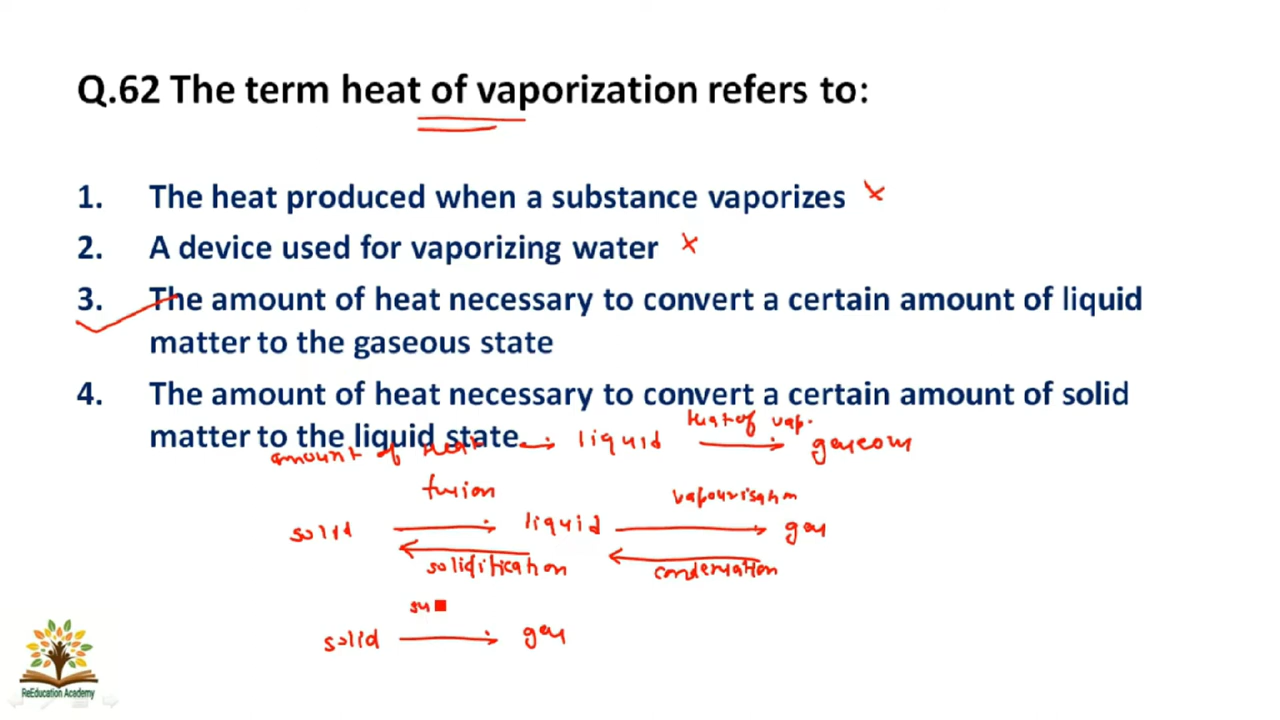 Q.62 The term heat of vaporization refers to:
1. The heat produced when a substance vaporizes
2. A device used for vaporizing water
3. The amount of heat necessary to convert a certain amount of liquid
matter to the gaseous state
4. The amount of heat necessary to convert a certain amount of solid
matter to the liquid state.
heat of vap.
amount of heat liquid gaseous
fusion vapourisation
solid liquid gas
solidification condensation
su
solid gas
ReEducation Academy